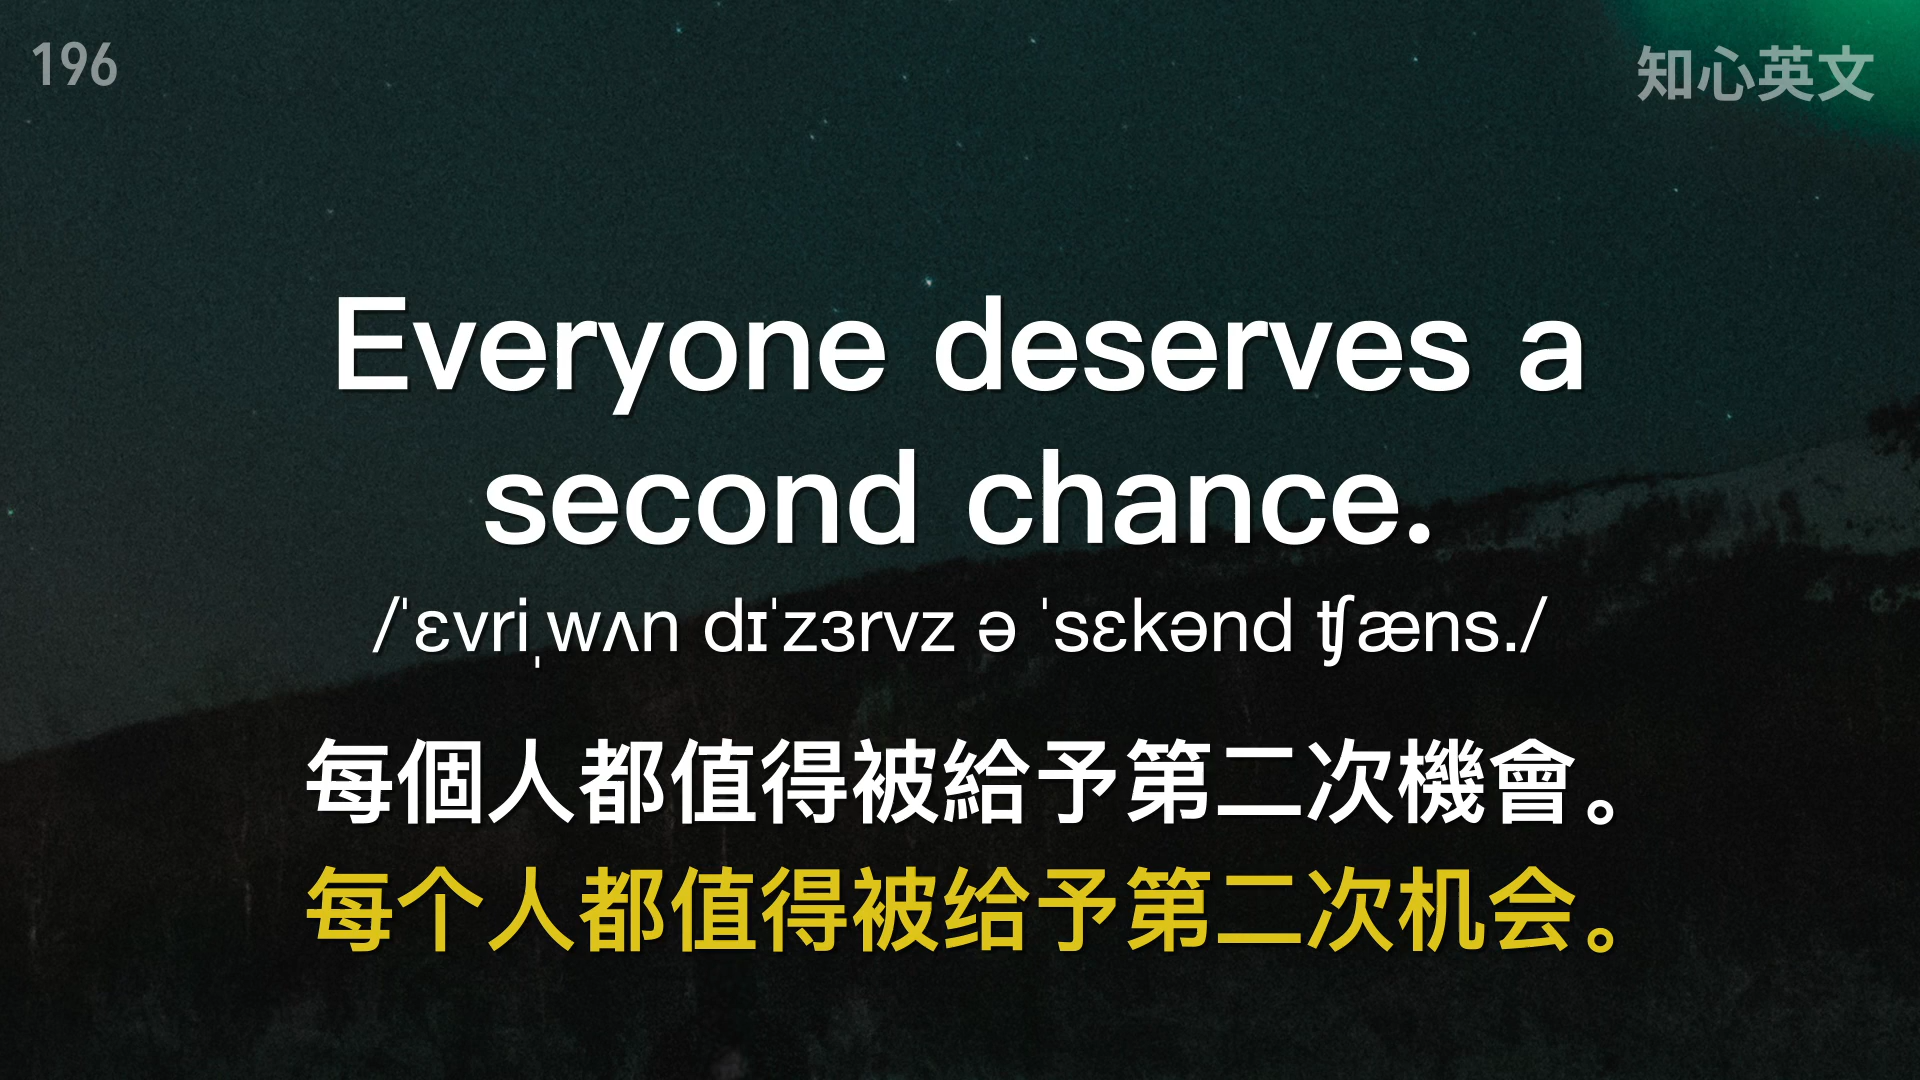 196
知心英文
Everyone deserves a
second chance.
/ˈɛvriˌwʌn dɪˈzɜrvz ə ˈsɛkənd ʧæns./
每個人都值得被給予第二次機會。
每个人都值得被给予第二次机会。